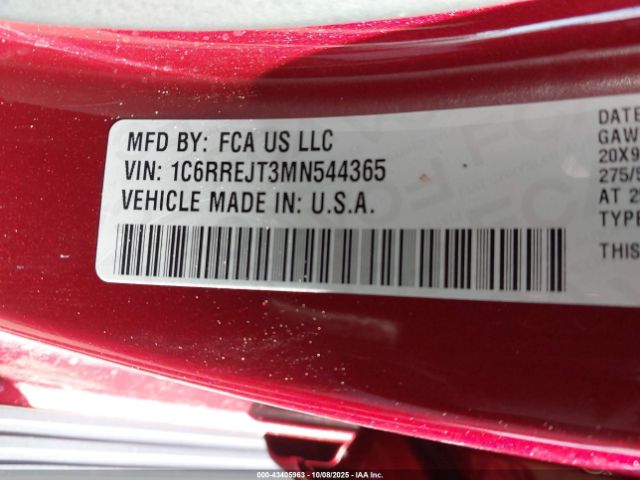 MFD BY: FCA US LLC
VIN: 1C6RREJT3MN544365
VEHICLE MADE IN: U.S.A.
DATE
GAW
20X9
275/5
AT 2
TYPE
THIS
000-43405963 | 10/08/2025 | © 2025 IAA, Inc.